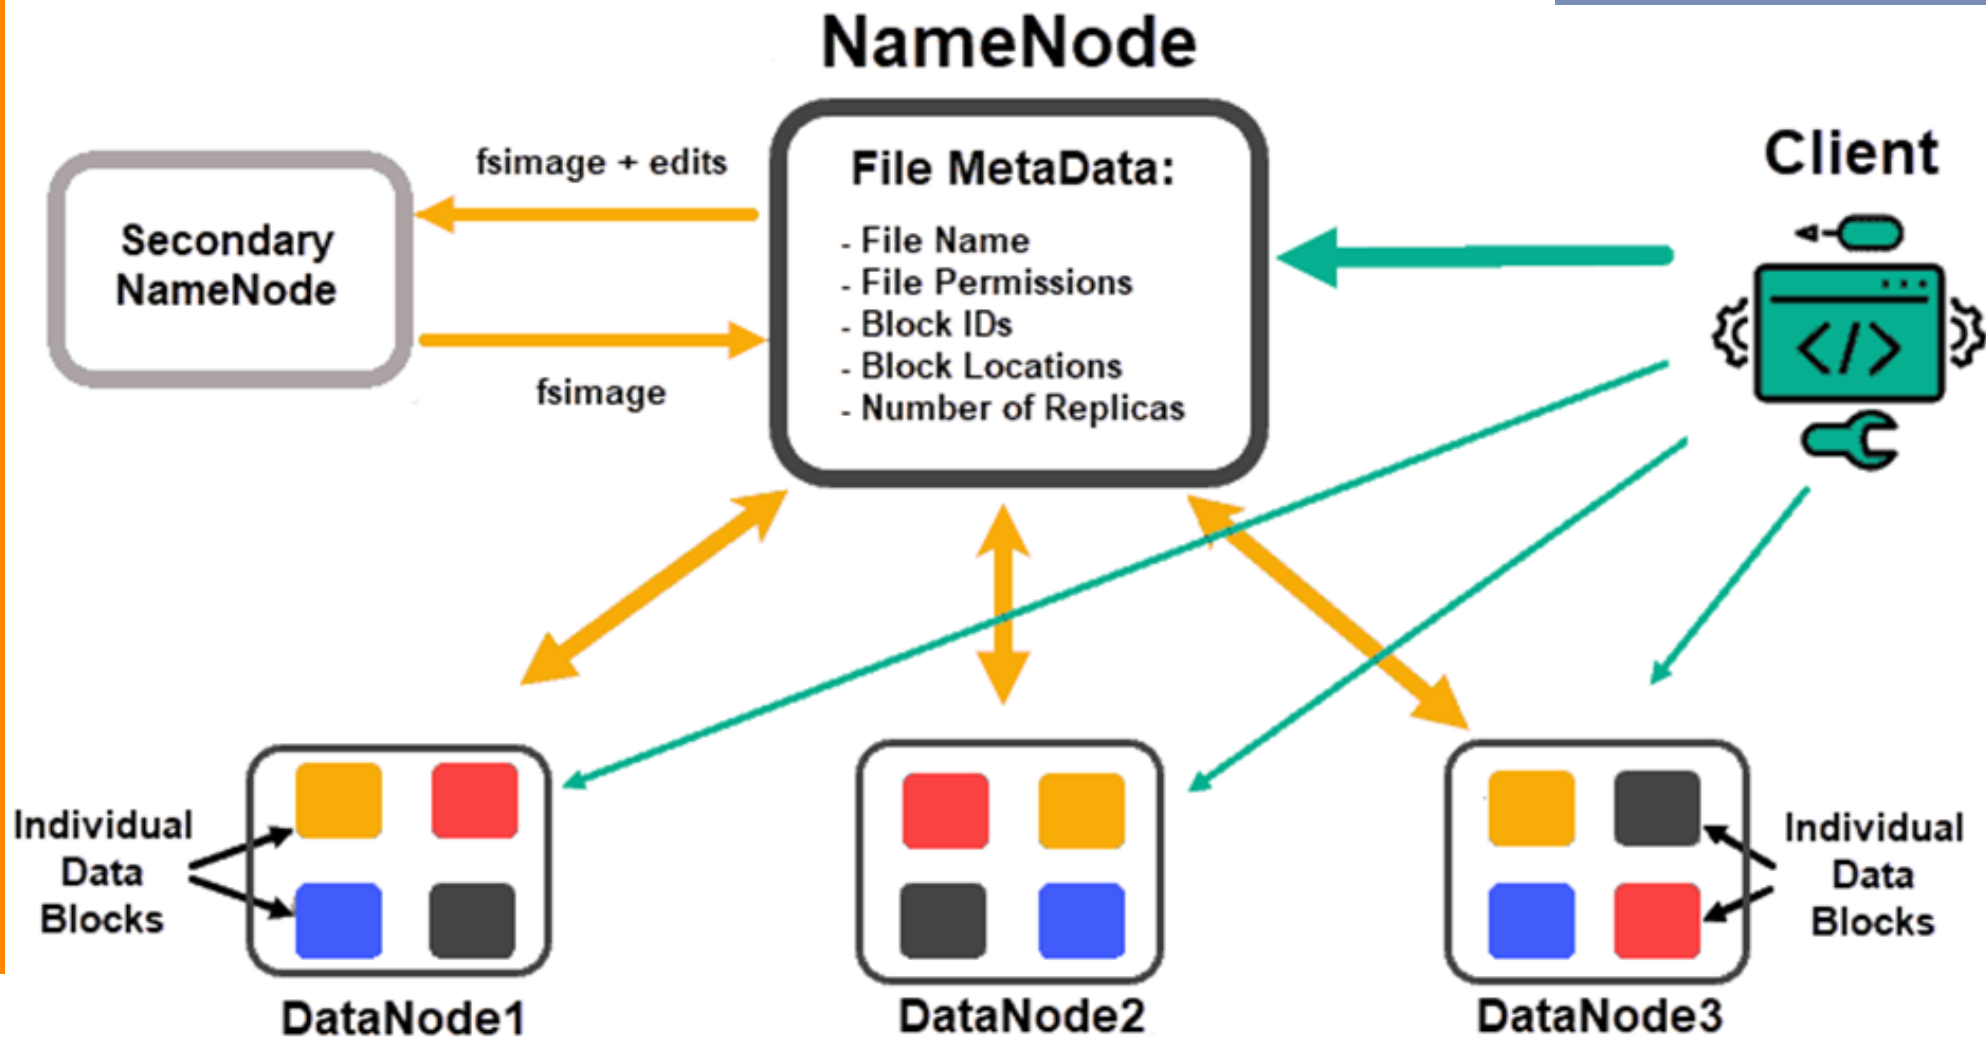 NameNode
Client
fsimage + edits
File MetaData:
Secondary
NameNode
- File Name
- File Permissions
- Block IDs
- Block Locations
- Number of Replicas
</>
fsimage
Individual
Data
Blocks
Individual
Data
Blocks
DataNode1
DataNode2
DataNode3